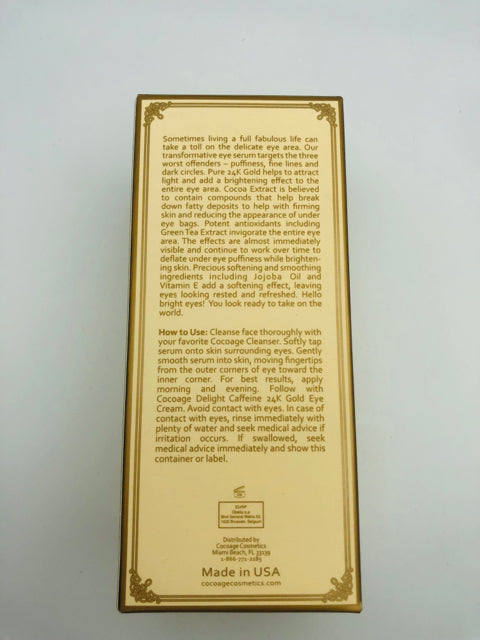 Sometimes living a full fabulous life can
take a toll on the delicate eye area. Our
transformative eye serum targets the three
worst offenders – puffiness, fine lines and
dark circles. Pure 24K Gold helps to attract
light and add a brightening effect to the
entire eye area. Cocoa Extract is believed
to contain compounds that help break
down fatty deposits to help with firming
skin and reducing the appearance of under
eye bags. Potent antioxidants including
Green Tea Extract invigorate the entire eye
area. The effects are almost immediately
visible and continue to work over time to
deflate under eye puffiness while brighten-
ing skin. Precious softening and smoothing
ingredients including Jojoba Oil and
Vitamin E add a softening effect, leaving
eyes looking rested and refreshed. Hello
bright eyes! You look ready to take on the
world.
How to Use: Cleanse face thoroughly with
your favorite Cocoage Cleanser. Softly tap
serum onto skin surrounding eyes. Gently
smooth serum into skin, moving fingertips
from the outer corners of eye toward the
inner corner. For best results, apply
morning and evening. Follow with
Cocoage Delight Caffeine 24K Gold Eye
Cream. Avoid contact with eyes. In case of
contact with eyes, rinse immediately with
plenty of water and seek medical advice if
irritation occurs. If swallowed, seek
medical advice immediately and show this
container or label.
Obelis s.a
Bvd Général Wahis 53
1030 Brussels, Belgium
Distributed by
Cocoage Cosmetics
Miami Beach, FL 33139
1-866-771-2185
Made in USA
cocoagecosmetics.com